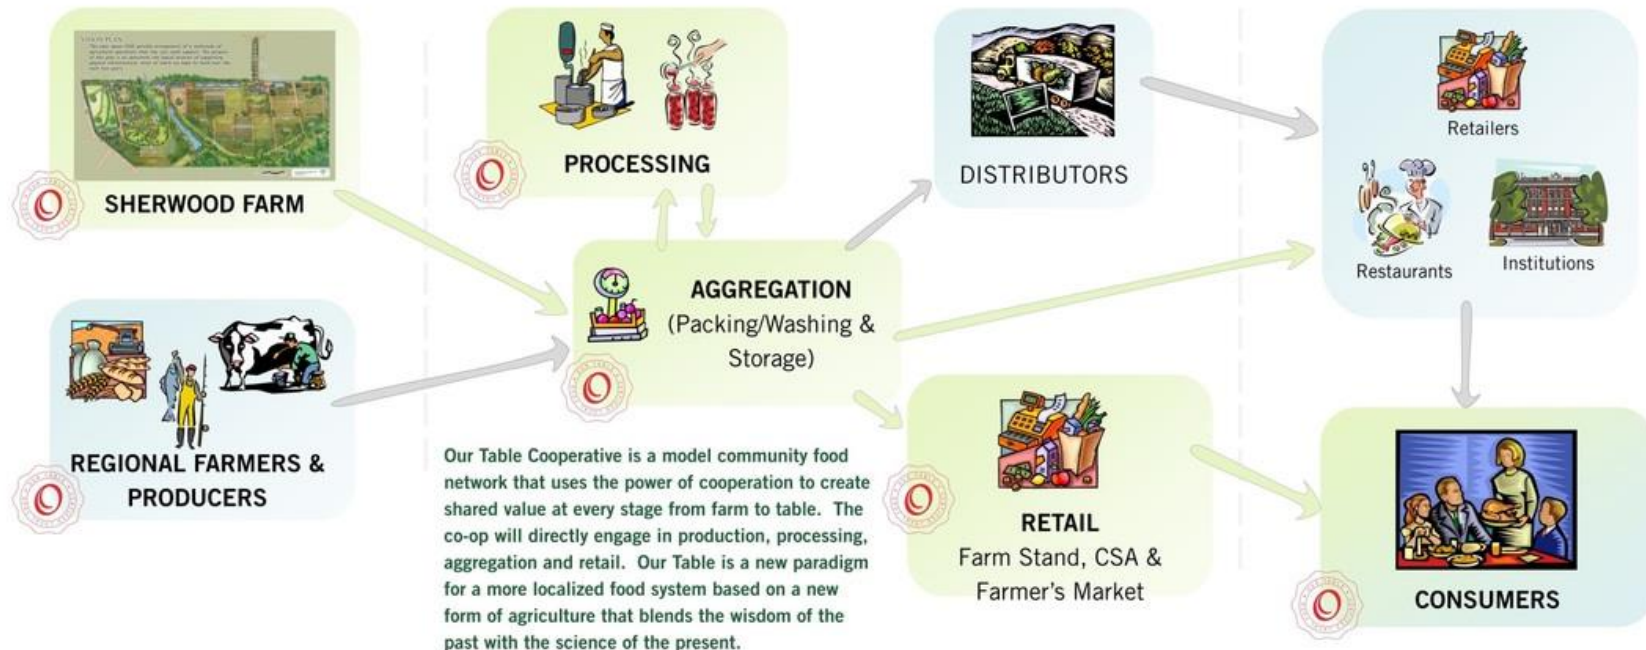 SHERWOOD FARM
PROCESSING
DISTRIBUTORS
Retailers
Restaurants
Institutions
AGGREGATION
(Packing/Washing &
Storage)
REGIONAL FARMERS &
PRODUCERS
Our Table Cooperative is a model community food
network that uses the power of cooperation to create
shared value at every stage from farm to table. The
co-op will directly engage in production, processing,
aggregation and retail. Our Table is a new paradigm
for a more localized food system based on a new
form of agriculture that blends the wisdom of the
past with the science of the present.
RETAIL
Farm Stand, CSA &
Farmer's Market
CONSUMERS